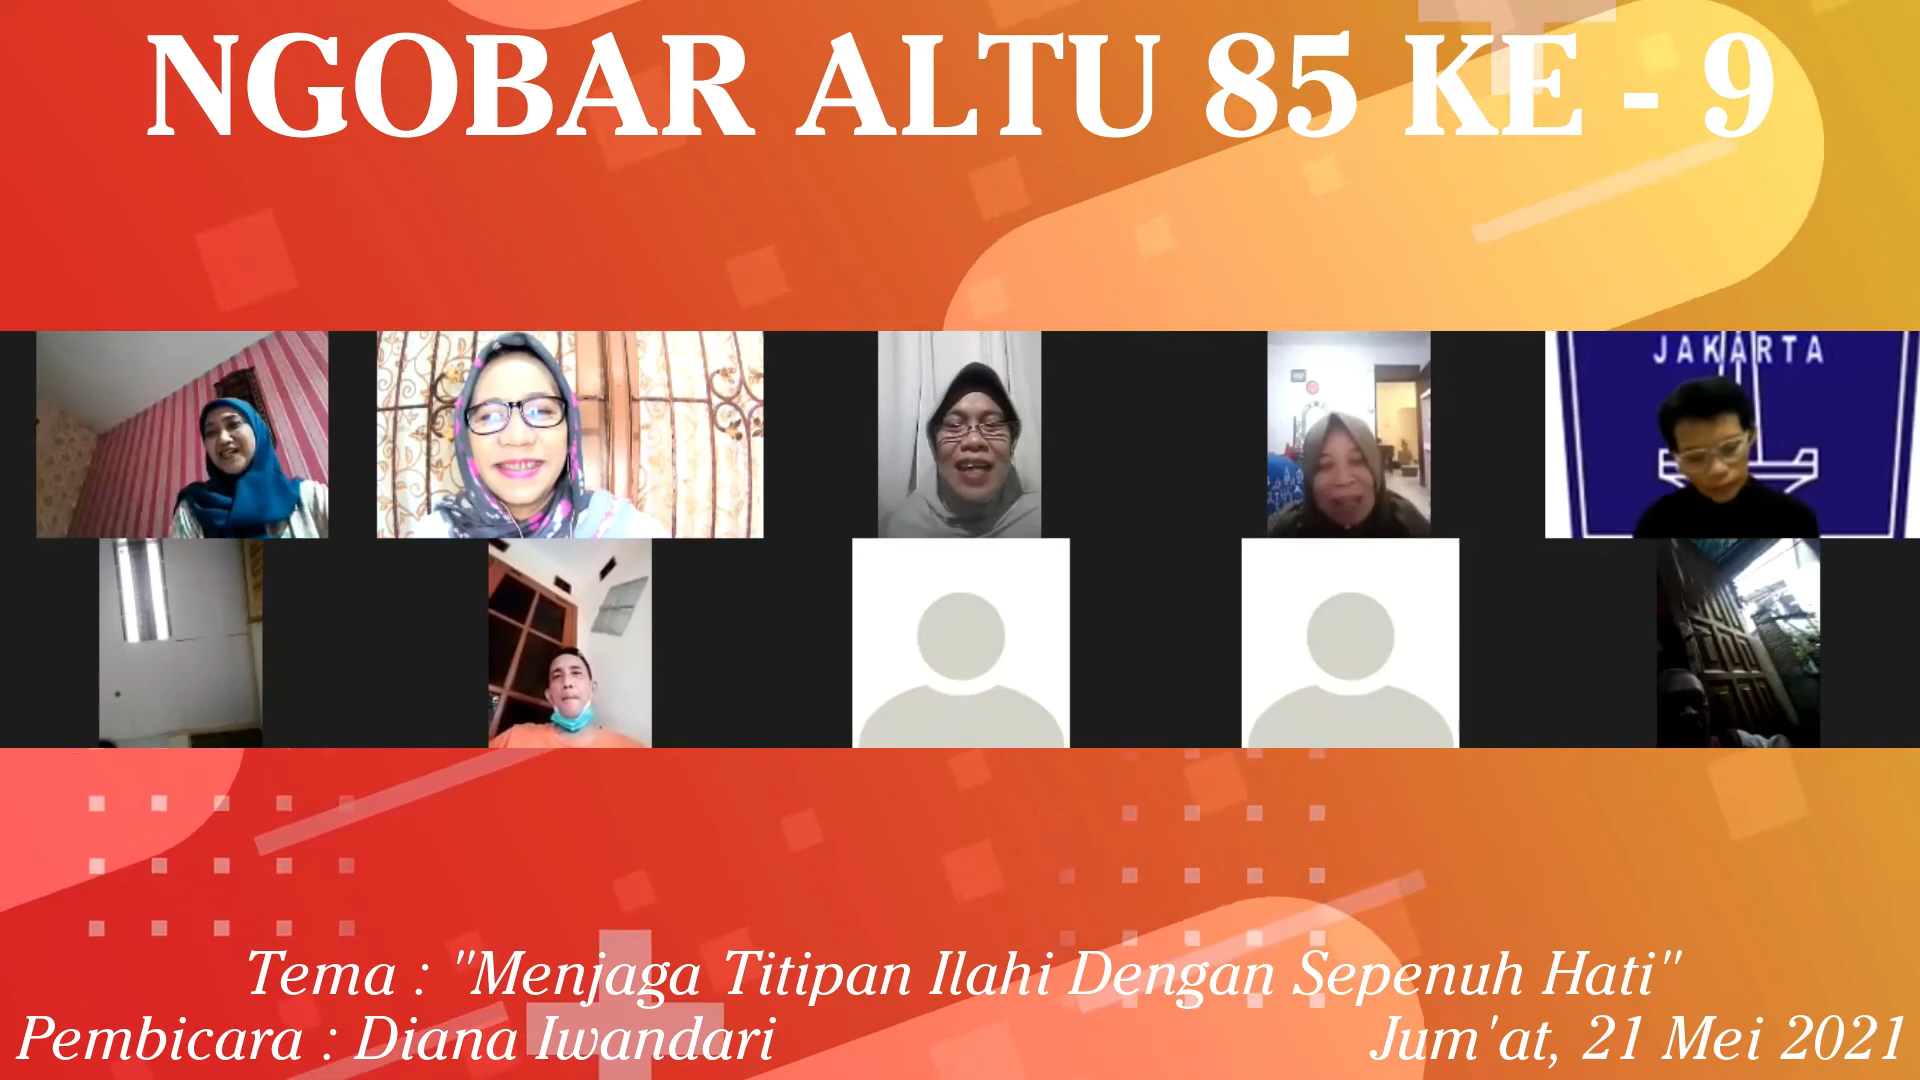 NGOBAR ALTU 85 KE - 9
JAKARTA
Tema : "Menjaga Titipan Ilahi Dengan Sepenuh Hati"
Pembicara : Diana Iwandari
Jum'at, 21 Mei 2021